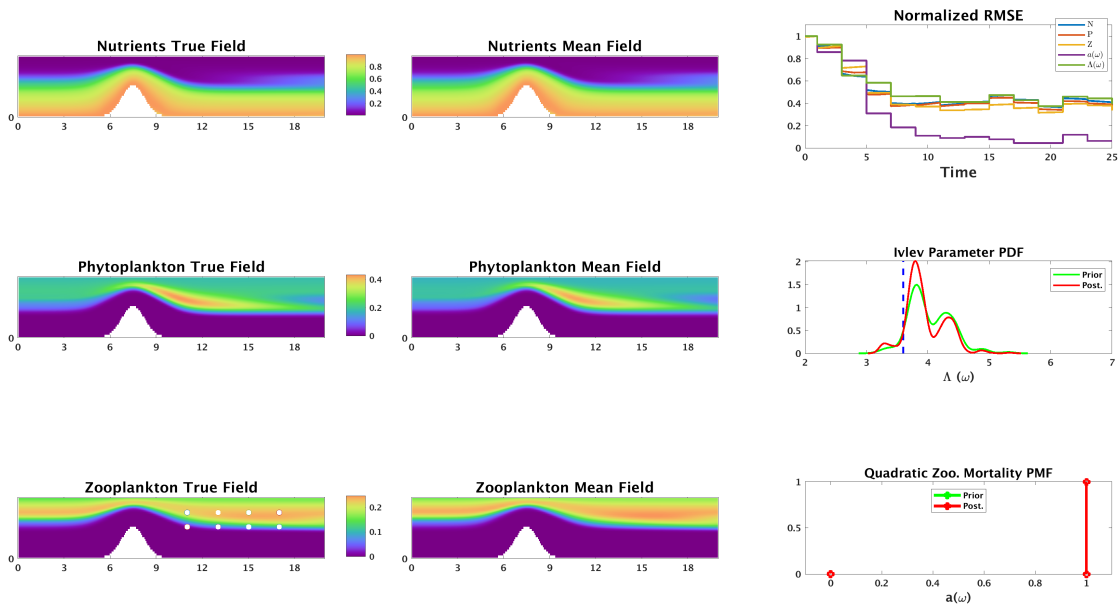 Nutrients True Field
0.8
0.6
0.4
0.2
0
0 3 6 9 12 15 18
Nutrients Mean Field
0
0 3 6 9 12 15 18
Normalized RMSE
N
P
Z
a(ω)
Λ(ω)
1
0.8
0.6
0.4
0.2
0
0 5 10 15 20 25
Time
Phytoplankton True Field
0.4
0.2
0
0
0 3 6 9 12 15 18
Phytoplankton Mean Field
0
0 3 6 9 12 15 18
Ivlev Parameter PDF
Prior
Post.
2
1.5
1
0.5
0
2 3 4 5 6 7
Λ (ω)
Zooplankton True Field
0.2
0.1
0
0
0 3 6 9 12 15 18
Zooplankton Mean Field
0
0 3 6 9 12 15 18
Quadratic Zoo. Mortality PMF
Prior
Post.
1
0.5
0
0 0.2 0.4 0.6 0.8 1
a(ω)